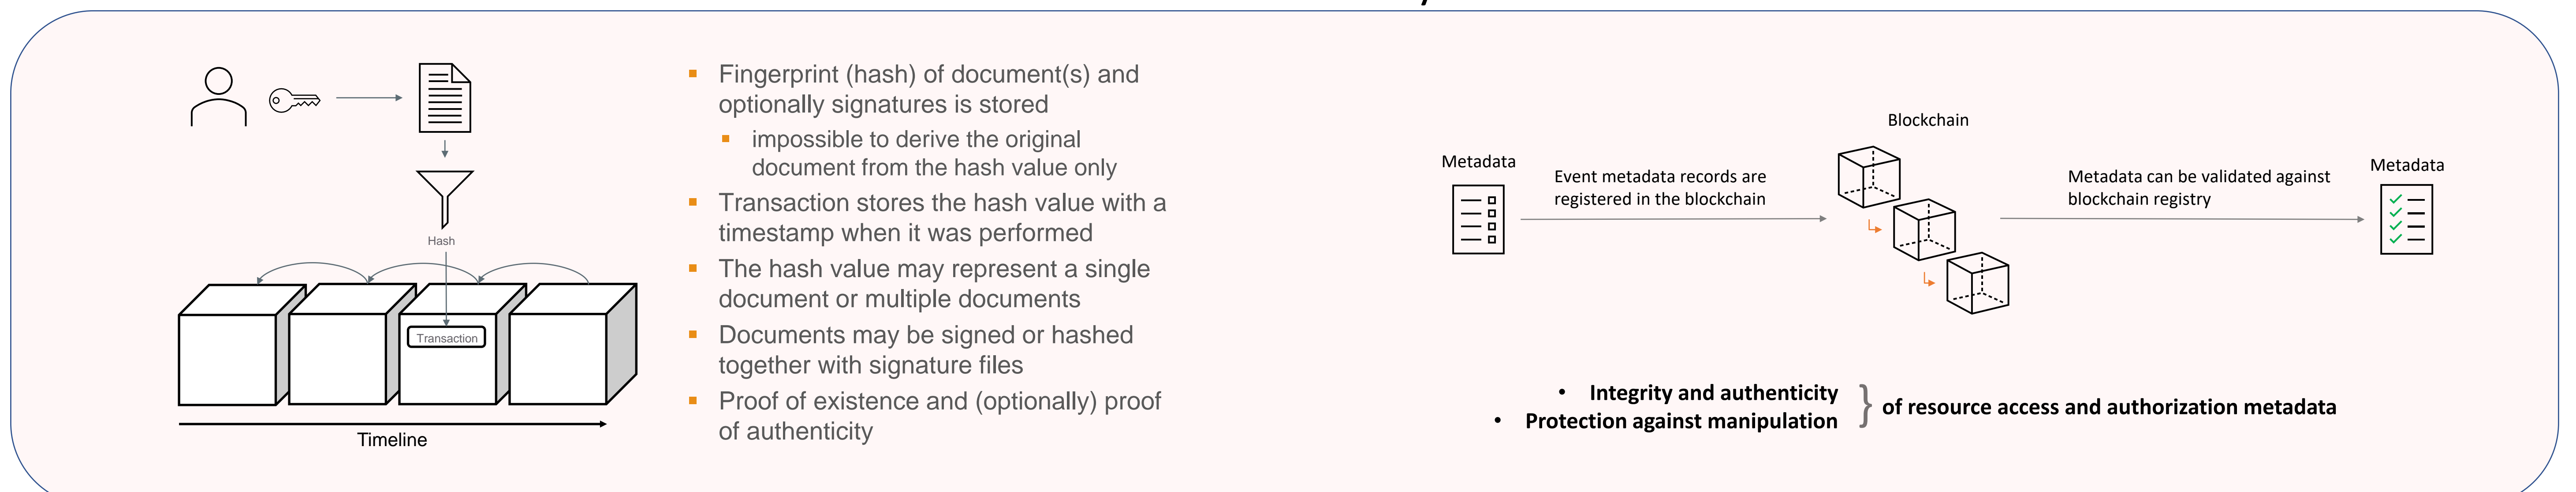 Hash
Transaction
Timeline
Fingerprint (hash) of document(s) and
optionally signatures is stored
impossible to derive the original
document from the hash value only
Transaction stores the hash value with a
timestamp when it was performed
The hash value may represent a single
document or multiple documents
Documents may be signed or hashed
together with signature files
Proof of existence and (optionally) proof
of authenticity
Metadata
Event metadata records are
registered in the blockchain
Blockchain
Metadata can be validated against
blockchain registry
Metadata
• Integrity and authenticity
• Protection against manipulation
} of resource access and authorization metadata